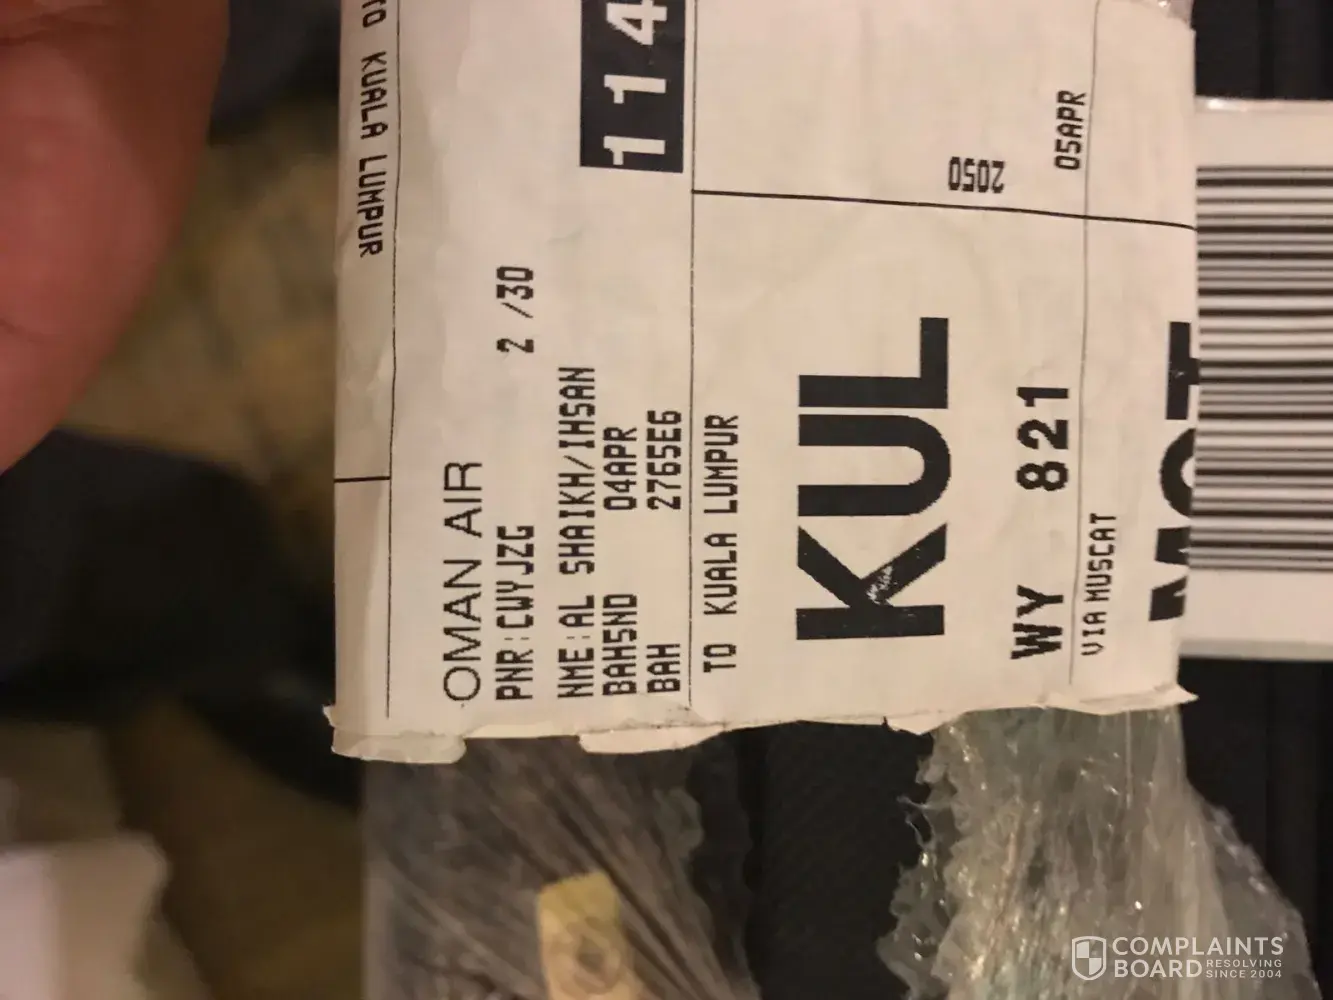 TO KUALA LUMPUR
114
OMAN AIR
PNR:CWYJZG 2 /30
NME:AL SHAIKH/IHSAN
BAHSND 04APR
BAH 2765E6
TO KUALA LUMPUR
KUL
2050
WY 821 05APR
VIA MUSCAT
COMPLAINTS
BOARD RESOLVING
SINCE 2004